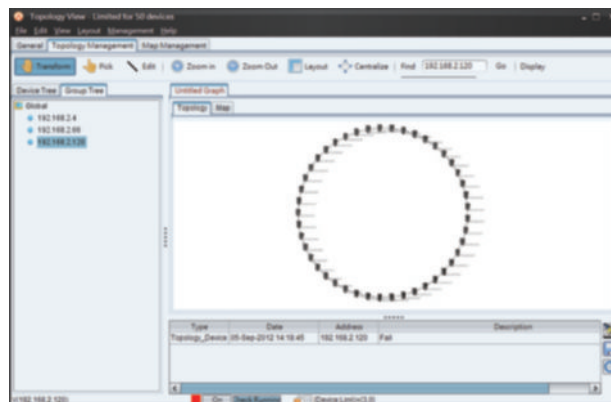 Topology View - Limited for 50 devices
File Edit View Layout Management Help
General Topology Management Map Management
Transform Pick Edit Zoom in Zoom Out Layout Centralize Find 192.168.2.120 Go Display
Device Tree Group Tree
Untitled Graph
Global
192.168.2.4
192.168.2.66
192.168.2.120
Topology Map
Type Date Address Description
Topology_Device 05-Sep-2012 14:18:45 192.168.2.120 Fail
On Stack Running